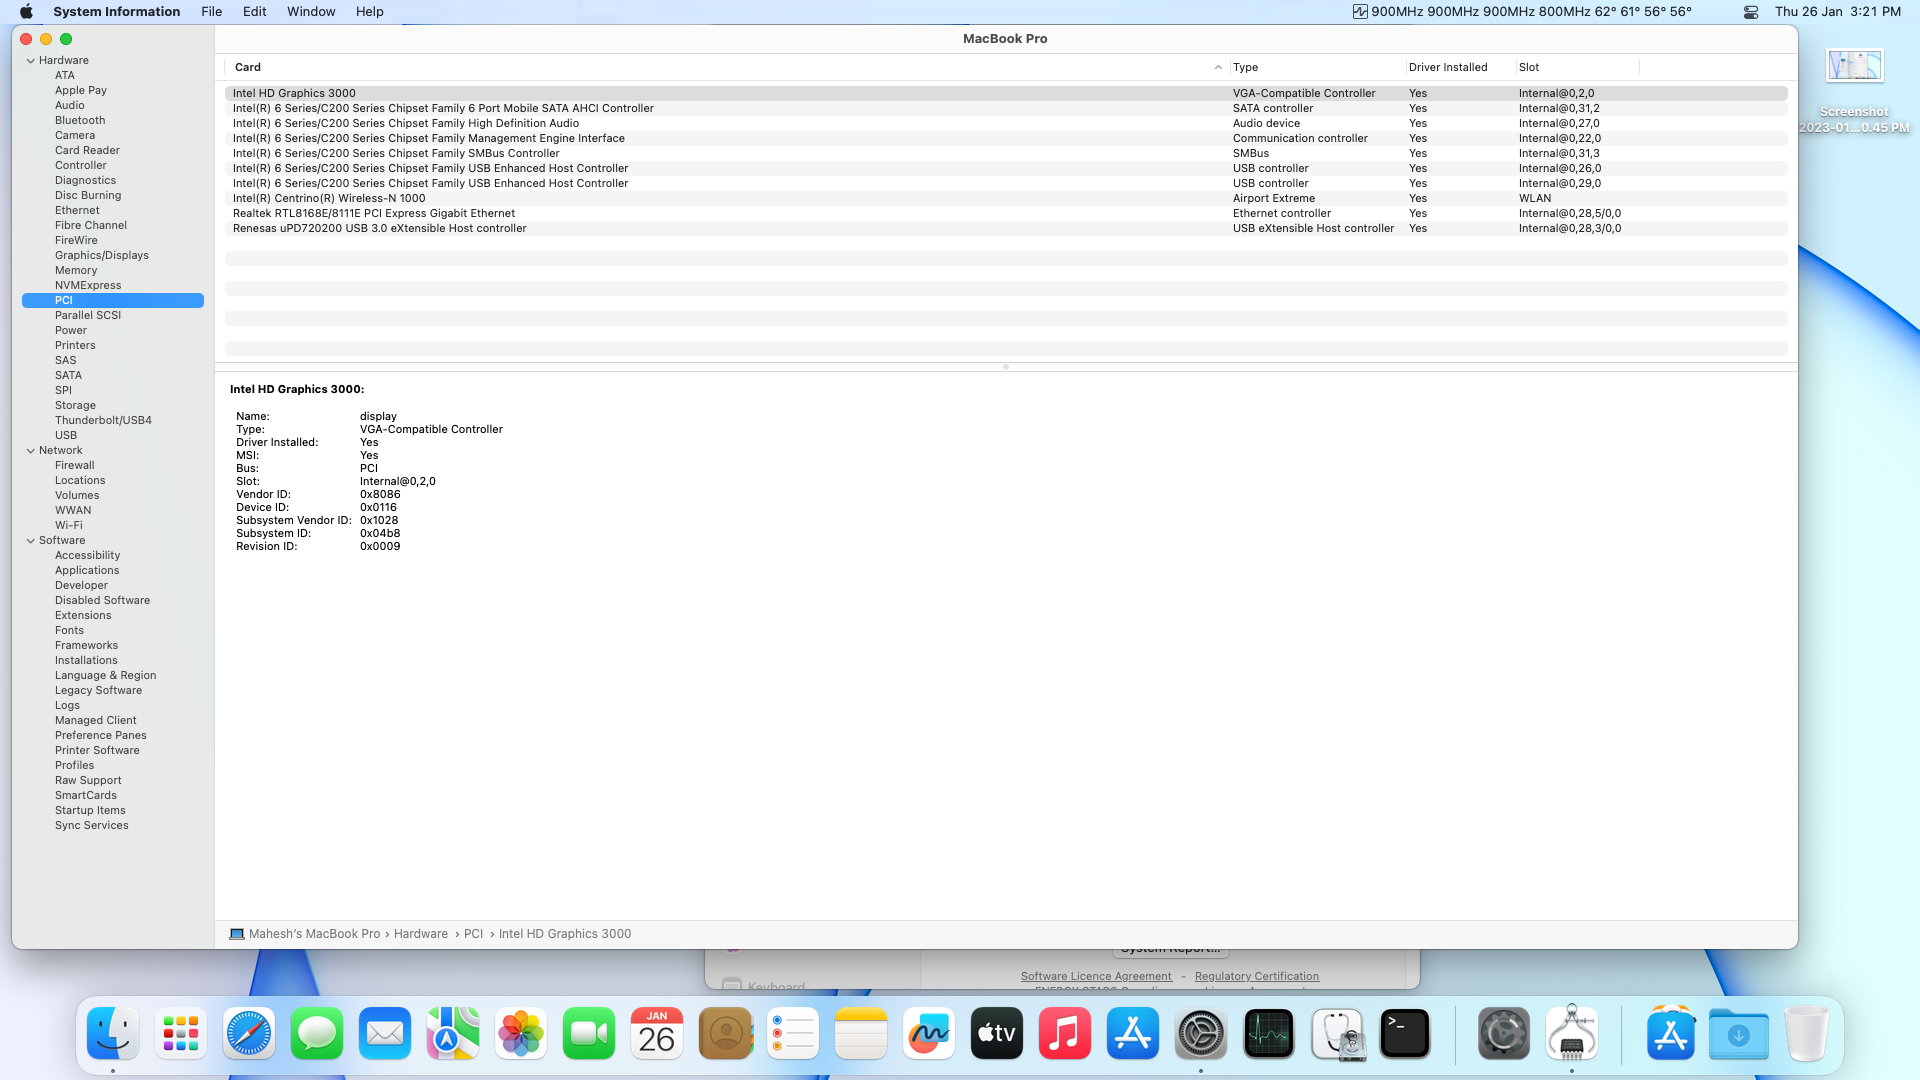 System Information File Edit Window Help 900MHz 900MHz 900MHz 800MHz 62° 61° 56° 56° Thu 26 Jan 3:21 PM
MacBook Pro
Card Type Driver Installed Slot
Intel HD Graphics 3000 VGA-Compatible Controller Yes Internal@0,2,0
Intel(R) 6 Series/C200 Series Chipset Family 6 Port Mobile SATA AHCI Controller SATA controller Yes Internal@0,31,2
Intel(R) 6 Series/C200 Series Chipset Family High Definition Audio Audio device Yes Internal@0,27,0
Intel(R) 6 Series/C200 Series Chipset Family Management Engine Interface Communication controller Yes Internal@0,22,0
Intel(R) 6 Series/C200 Series Chipset Family SMBus Controller SMBus Yes Internal@0,31,3
Intel(R) 6 Series/C200 Series Chipset Family USB Enhanced Host Controller USB controller Yes Internal@0,26,0
Intel(R) 6 Series/C200 Series Chipset Family USB Enhanced Host Controller USB controller Yes Internal@0,29,0
Intel(R) Centrino(R) Wireless-N 1000 Airport Extreme Yes WLAN
Realtek RTL8168E/8111E PCI Express Gigabit Ethernet Ethernet controller Yes Internal@0,28,5/0,0
Renesas uPD720200 USB 3.0 eXtensible Host controller USB eXtensible Host controller Yes Internal@0,28,3/0,0
Hardware
ATA
Apple Pay
Audio
Bluetooth
Camera
Card Reader
Controller
Diagnostics
Disc Burning
Ethernet
Fibre Channel
FireWire
Graphics/Displays
Memory
NVMExpress
PCI
Parallel SCSI
Power
Printers
SAS
SATA
SPI
Storage
Thunderbolt/USB4
USB
Network
Firewall
Locations
Volumes
WWAN
Wi-Fi
Software
Accessibility
Applications
Developer
Disabled Software
Extensions
Fonts
Frameworks
Installations
Language & Region
Legacy Software
Logs
Managed Client
Preference Panes
Printer Software
Profiles
Raw Support
SmartCards
Startup Items
Sync Services
Intel HD Graphics 3000:
Name: display
Type: VGA-Compatible Controller
Driver Installed: Yes
MSI: Yes
Bus: PCI
Slot: Internal@0,2,0
Vendor ID: 0x8086
Device ID: 0x0116
Subsystem Vendor ID: 0x1028
Subsystem ID: 0x04b8
Revision ID: 0x0009
Mahesh's MacBook Pro › Hardware › PCI › Intel HD Graphics 3000
Screenshot
2023-01...0.45 PM
System Report...
Software Licence Agreement - Regulatory Certification
Keyboard
JAN
26
tv
>_